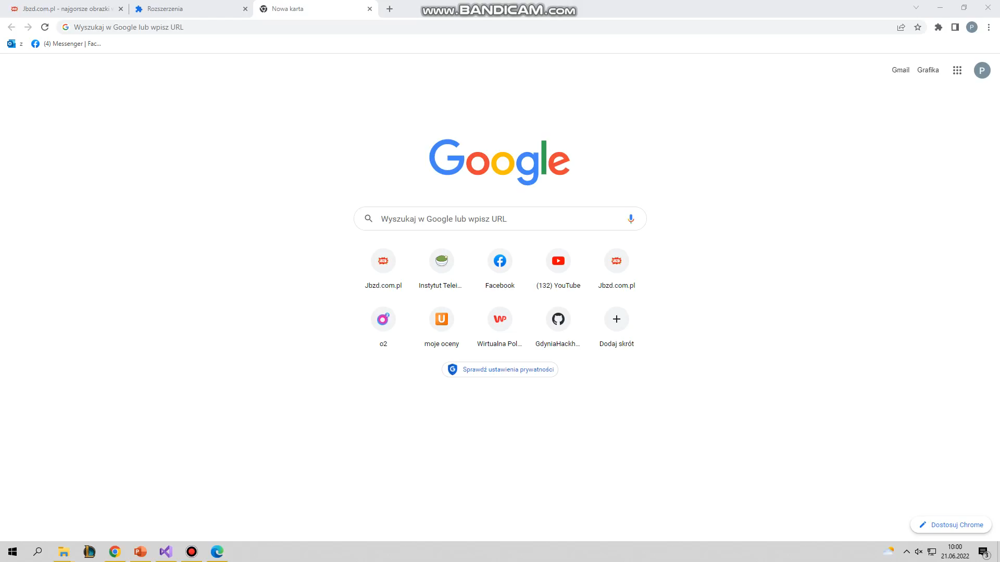 Jbzd.com.pl - najgorsze obrazki w
Rozszerzenia
Nowa karta
www.BANDICAM.com
Wyszukaj w Google lub wpisz URL
z
(4) Messenger | Fac...
Gmail
Grafika
P
Google
Wyszukaj w Google lub wpisz URL
Jbzd.com.pl
Instytut Telei...
Facebook
(132) YouTube
Jbzd.com.pl
o2
moje oceny
Wirtualna Pol...
GdyniaHackh...
Dodaj skrót
Sprawdź ustawienia prywatności
Dostosuj Chrome
10:00
21.06.2022
3